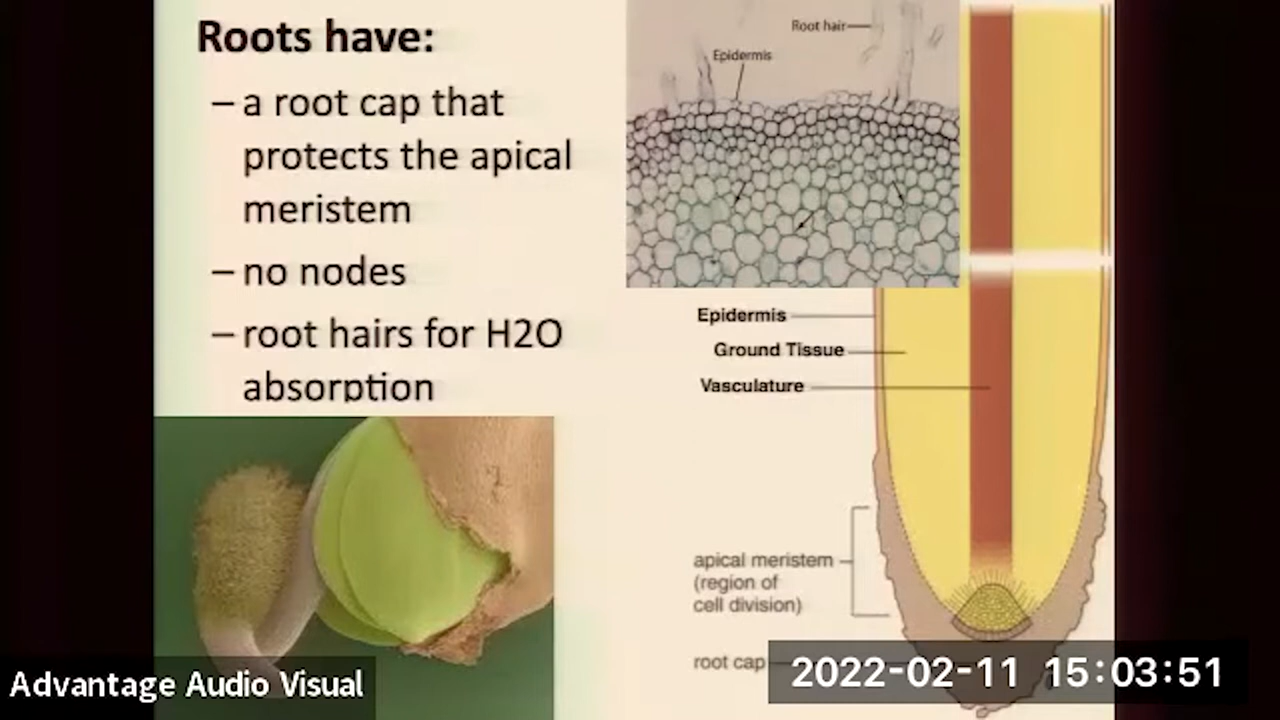 Roots have:
– a root cap that
protects the apical
meristem
– no nodes
– root hairs for H2O
absorption
Root hair
Epidermis
Epidermis
Ground Tissue
Vasculature
apical meristem
(region of
cell division)
root cap
Advantage Audio Visual
2022-02-11 15:03:51